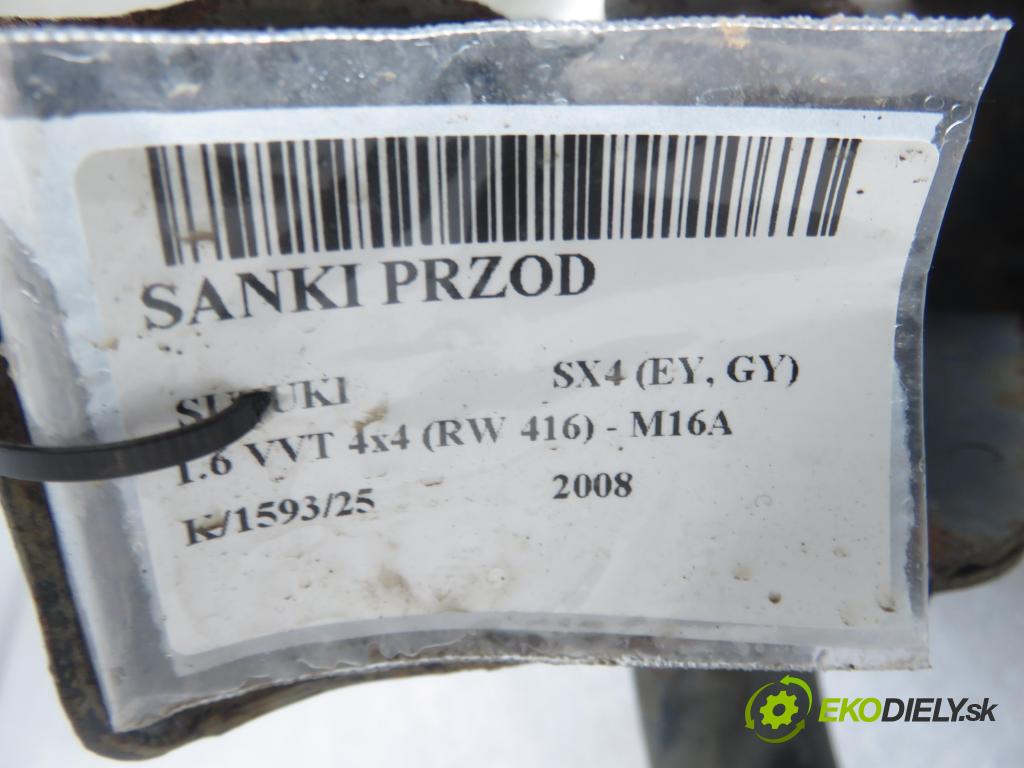 SANKI PRZOD
SUZUKI SX4 (EY, GY)
1.6 VVT 4x4 (RW 416) - M16A
K/1593/25 2008
EKODIELY.sk